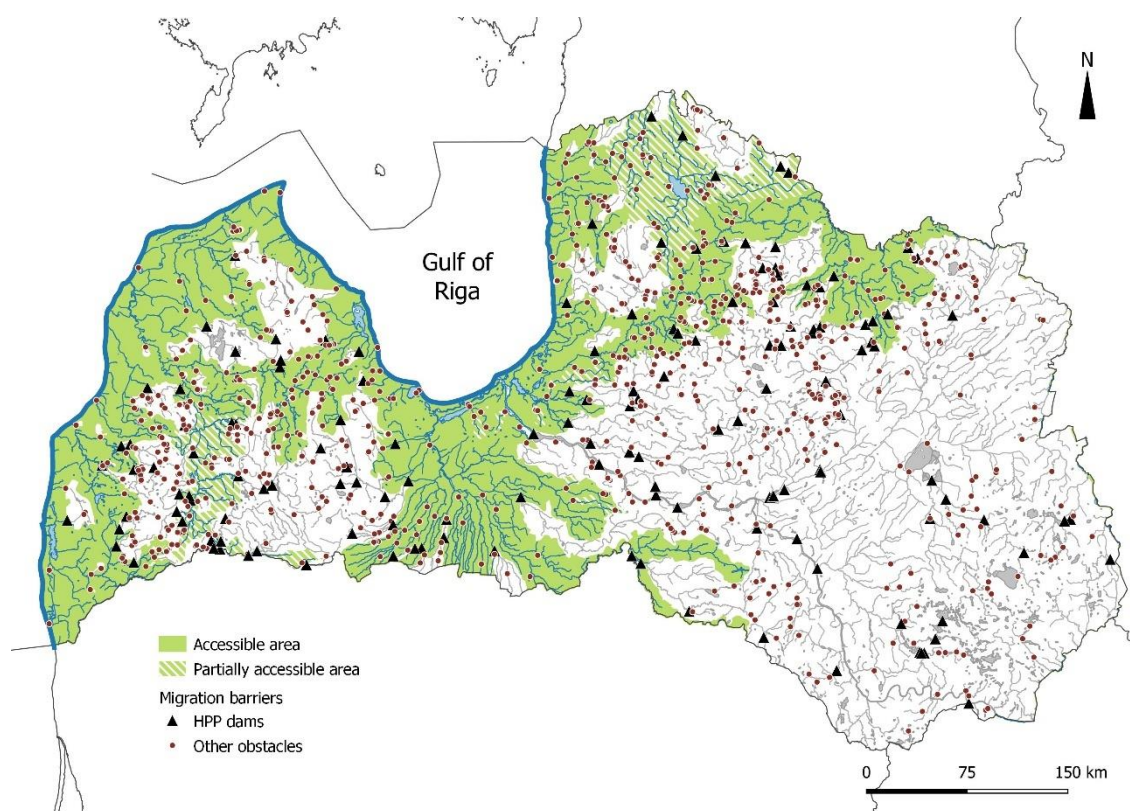 N
Gulf of
Riga
Accessible area
Partially accessible area
Migration barriers
HPP dams
Other obstacles
0 75 150 km